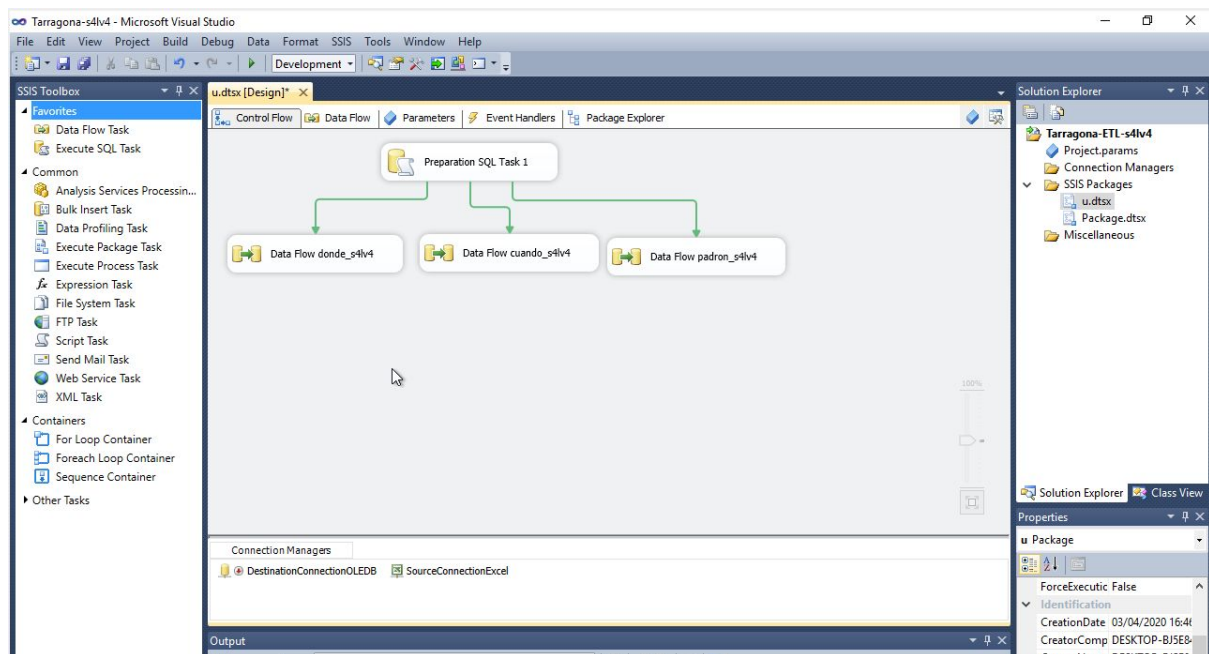 Tarragona-s4lv4 - Microsoft Visual Studio
File Edit View Project Build Debug Data Format SSIS Tools Window Help
Development
SSIS Toolbox
Favorites
Data Flow Task
Execute SQL Task
Common
Analysis Services Processin...
Bulk Insert Task
Data Profiling Task
Execute Package Task
Execute Process Task
Expression Task
File System Task
FTP Task
Script Task
Send Mail Task
Web Service Task
XML Task
Containers
For Loop Container
Foreach Loop Container
Sequence Container
Other Tasks
u.dtsx [Design]*
Control Flow Data Flow Parameters Event Handlers Package Explorer
Preparation SQL Task 1
Data Flow donde_s4lv4 Data Flow cuando_s4lv4 Data Flow padron_s4lv4
100%
Connection Managers
DestinationConnectionOLEDB SourceConnectionExcel
Output
Solution Explorer
Tarragona-ETL-s4lv4
Project.params
Connection Managers
SSIS Packages
u.dtsx
Package.dtsx
Miscellaneous
Solution Explorer Class View
Properties
u Package
ForceExecutic False
Identification
CreationDate 03/04/2020 16:46
CreatorComp DESKTOP-BJ5E84